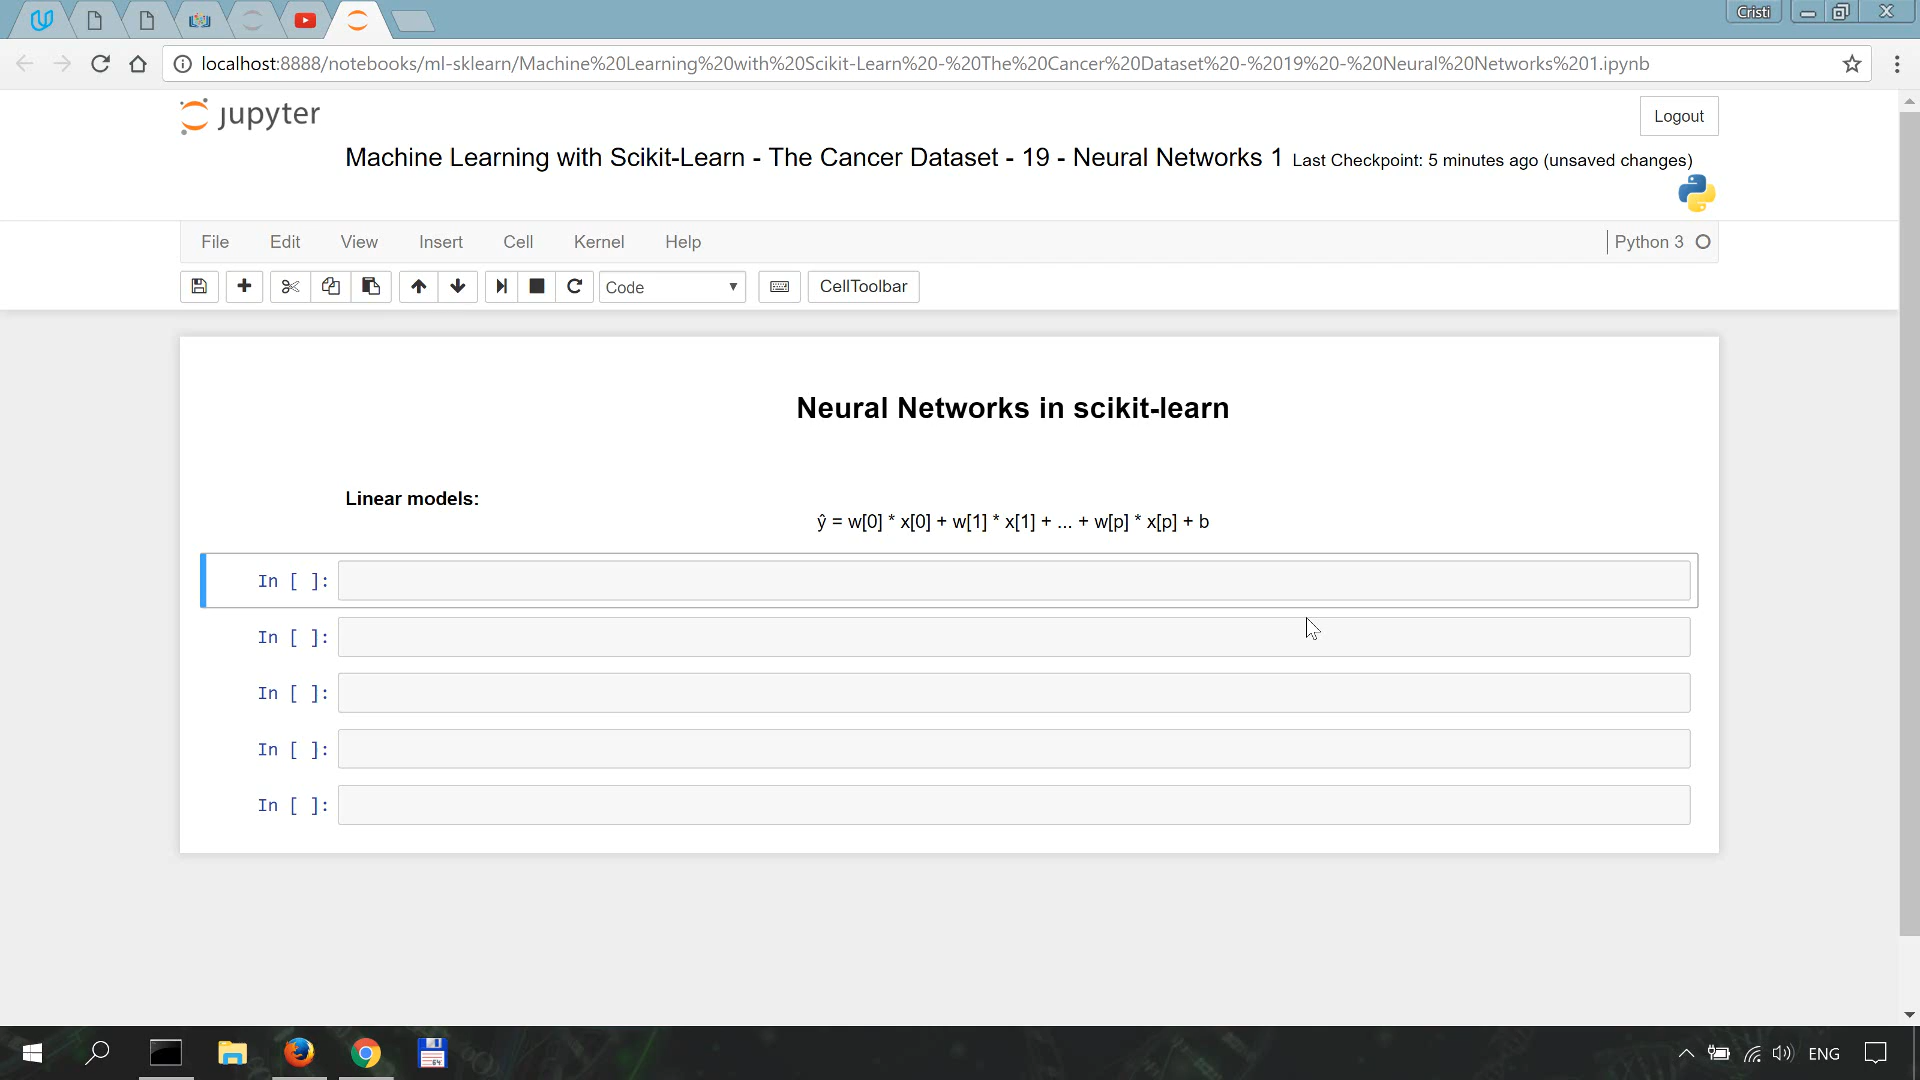 Cristi
localhost:8888/notebooks/ml-sklearn/Machine%20Learning%20with%20Scikit-Learn%20-%20The%20Cancer%20Dataset%20-%2019%20-%20Neural%20Networks%201.ipynb
jupyter
Logout
Machine Learning with Scikit-Learn - The Cancer Dataset - 19 - Neural Networks 1 Last Checkpoint: 5 minutes ago (unsaved changes)
File Edit View Insert Cell Kernel Help Python 3
Code CellToolbar
Neural Networks in scikit-learn
Linear models:
ŷ = w[0] * x[0] + w[1] * x[1] + ... + w[p] * x[p] + b
In [ ]:
In [ ]:
In [ ]:
In [ ]:
In [ ]:
64
ENG